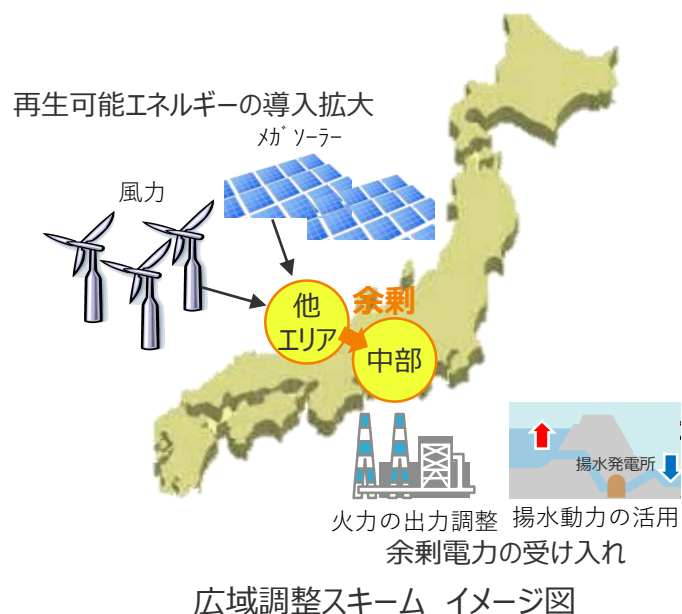 再生可能エネルギーの導入拡大
メガソーラー
風力
他
エリア
余剰
中部
揚水発電所
火力の出力調整
揚水動力の活用
余剰電力の受け入れ
広域調整スキーム イメージ図